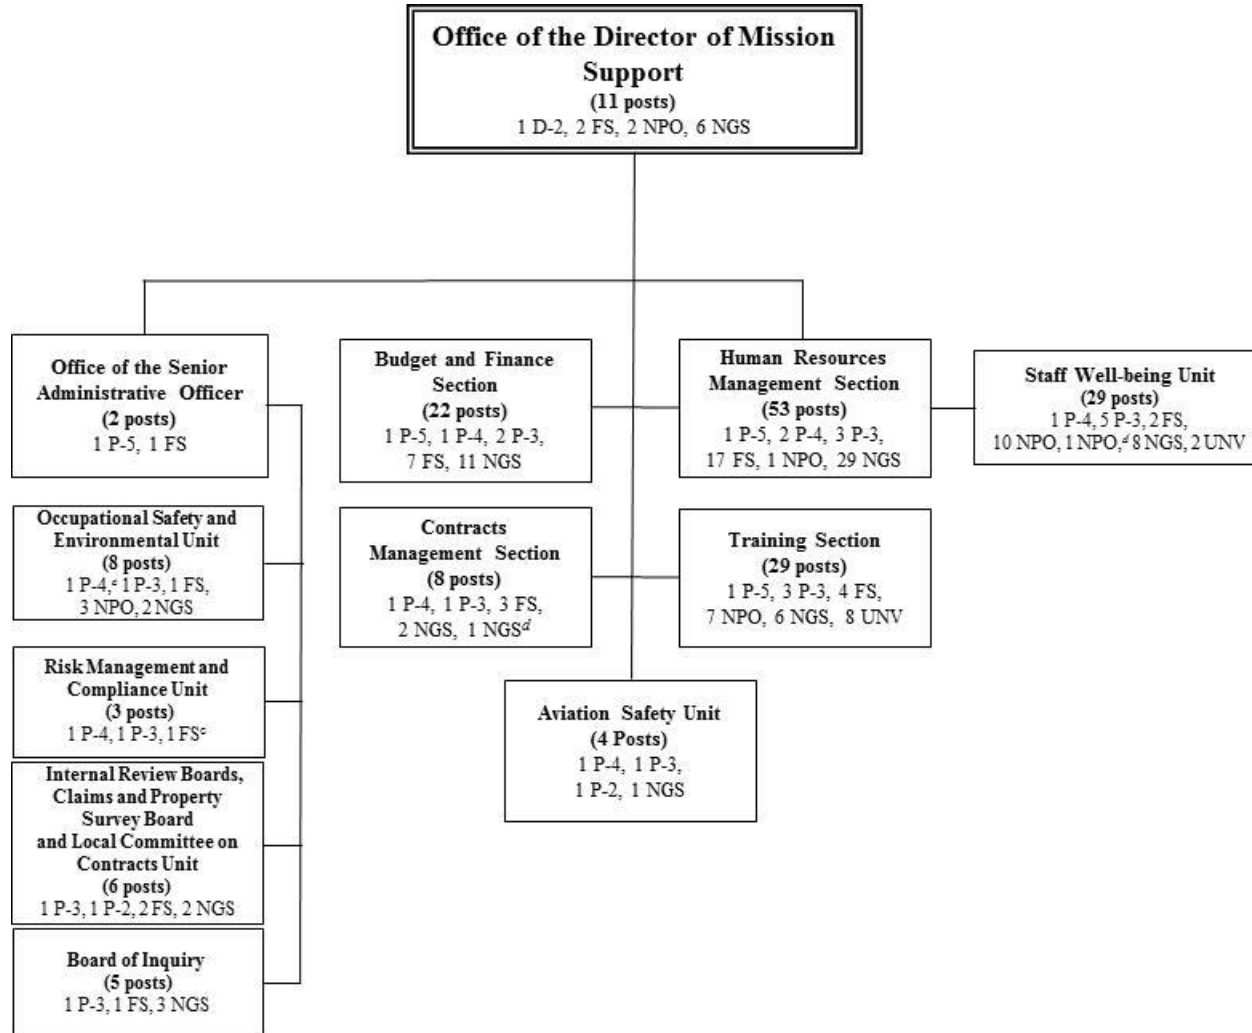 Office of the Director of Mission
Support
(11 posts)
1 D-2, 2 FS, 2 NPO, 6 NGS
Office of the Senior
Administrative Officer
(2 posts)
1 P-5, 1 FS
Budget and Finance
Section
(22 posts)
1 P-5, 1 P-4, 2 P-3,
7 FS, 11 NGS
Human Resources
Management Section
(53 posts)
1 P-5, 2 P-4, 3 P-3,
17 FS, 1 NPO, 29 NGS
Staff Well-being Unit
(29 posts)
1 P-4, 5 P-3, 2 FS,
10 NPO, 1 NPO,d 8 NGS, 2 UNV
Occupational Safety and
Environmental Unit
(8 posts)
1 P-4,e 1 P-3, 1 FS,
3 NPO, 2 NGS
Contracts
Management Section
(8 posts)
1 P-4, 1 P-3, 3 FS,
2 NGS, 1 NGSd
Training Section
(29 posts)
1 P-5, 3 P-3, 4 FS,
7 NPO, 6 NGS, 8 UNV
Risk Management and
Compliance Unit
(3 posts)
1 P-4, 1 P-3, 1 FSc
Aviation Safety Unit
(4 Posts)
1 P-4, 1 P-3,
1 P-2, 1 NGS
Internal Review Boards,
Claims and Property
Survey Board
and Local Committee on
Contracts Unit
(6 posts)
1 P-3, 1 P-2, 2 FS, 2 NGS
Board of Inquiry
(5 posts)
1 P-3, 1 FS, 3 NGS